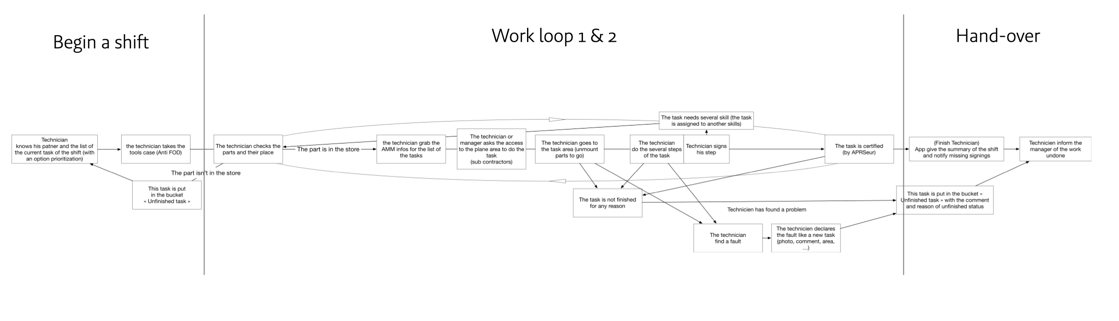 Begin a shift
Work loop 1 & 2
Hand-over
Technician
knows his patner and the list of
the current task of the shift (with
an option prioritization)
the technician takes the
tools case (Anti FOD)
The part isn't in the store
This task is put
in the bucket
« Unfinished task »
The technician checks the
parts and their place
The part is in the store
the technician grab the
AMM infos for the list of
the tasks
The technician or
manager asks the access
to the plane area to do the
task
(sub contractors)
The technician goes to
the task area (unmount
parts to go)
The technician
do the several steps
of the task
Technician signs
his step
The task needs several skill (the task
is assigned to another skills)
The task is certified
(by APRSeur)
The task is not finished
for any reason
Technicien has found a problem
The technician
find a fault
The technicien declares
the fault like a new task
(photo, comment, area,
...)
(Finish Technician)
App give the summary of the shift
and notify missing signings
Technician inform the
manager of the work
undone
This task is put in the bucket «
Unfinished task » with the comment
and reason of unfinished status